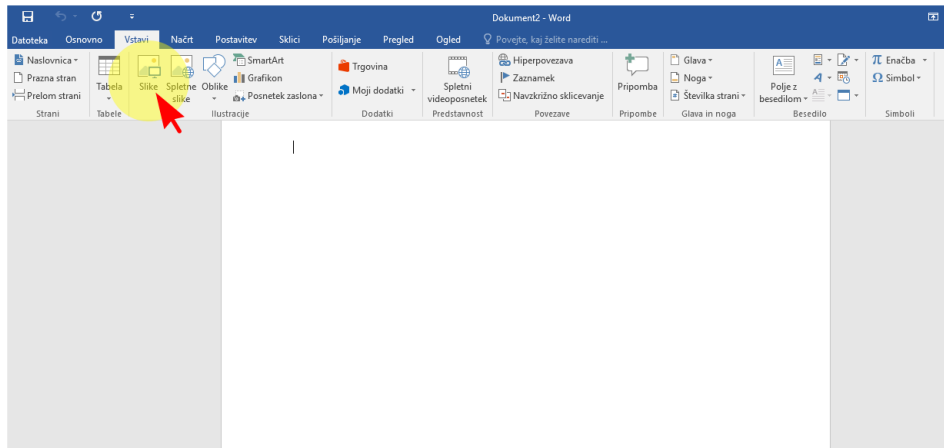 Dokument2 - Word
Datoteka Osnovno Vstavi Načrt Postavitev Sklici Pošiljanje Pregled Ogled Povejte, kaj želite narediti ...
Naslovnica
Prazna stran
Prelom strani
Strani
Tabela
Tabele
Slike
Spletne
slike
Oblike
SmartArt
Grafikon
Posnetek zaslona
Ilustracije
Trgovina
Moji dodatki
Dodatki
Spletni
videoposnetek
Predstavnost
Hiperpovezava
Zaznamek
Navzkrižno sklicevanje
Povezave
Pripomba
Pripombe
Glava
Noga
Številka strani
Glava in noga
Polje z
besedilom
Besedilo
π Enačba
Ω Simbol
Simboli